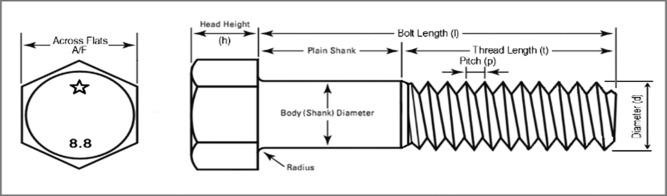 Across Flats
A/F
8.8
Head Height
(h)
Bolt Length (l)
Plain Shank
Thread Length (t)
Pitch (p)
Body (Shank) Diameter
Diameter (d)
Radius